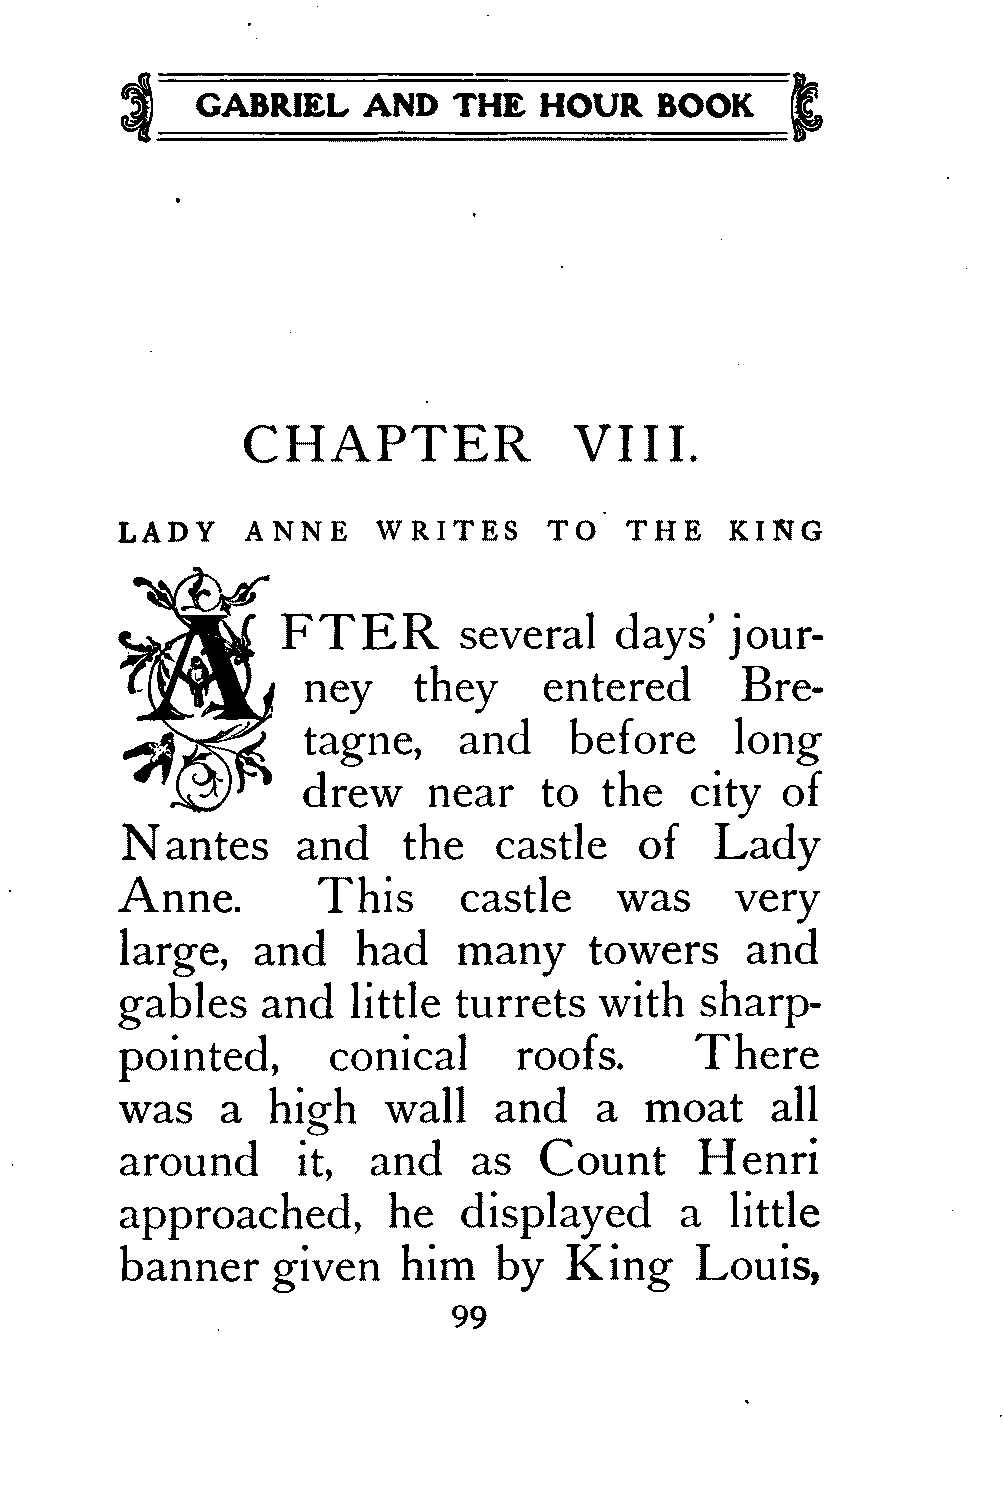 GABRIEL AND THE HOUR BOOK
CHAPTER VIII.
LADY ANNE WRITES TO THE KING
AFTER several days' jour-
ney they entered Bre-
tagne, and before long
drew near to the city of
Nantes and the castle of Lady
Anne. This castle was very
large, and had many towers and
gables and little turrets with sharp-
pointed, conical roofs. There
was a high wall and a moat all
around it, and as Count Henri
approached, he displayed a little
banner given him by King Louis,
99